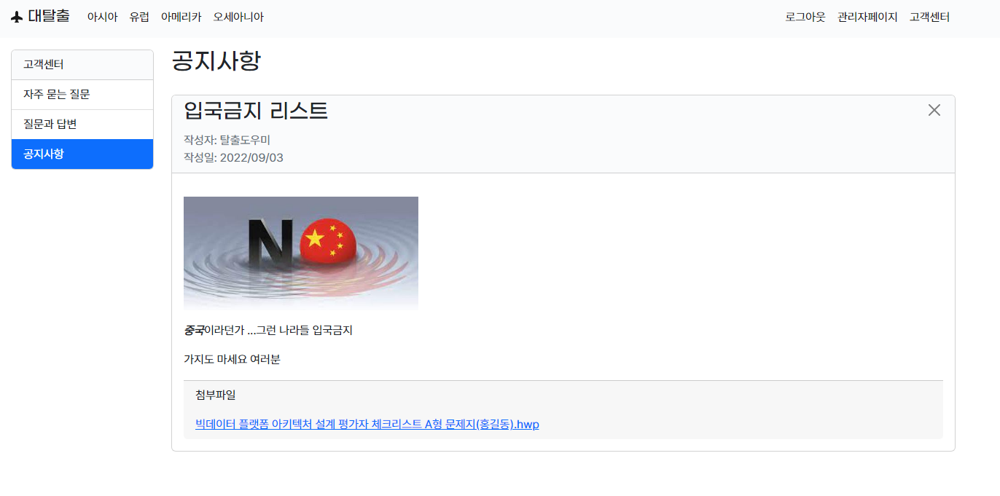 대탈출 아시아 유럽 아메리카 오세아니아 로그아웃 관리자페이지 고객센터
고객센터
자주 묻는 질문
질문과 답변
공지사항
공지사항
입국금지 리스트
작성자: 탈출도우미
작성일: 2022/09/03
NO
중국이라던가 ...그런 나라들 입국금지
가지도 마세요 여러분
첨부파일
빅데이터 플랫폼 아키텍처 설계 평가자 체크리스트 A형 문제지(홍길동).hwp